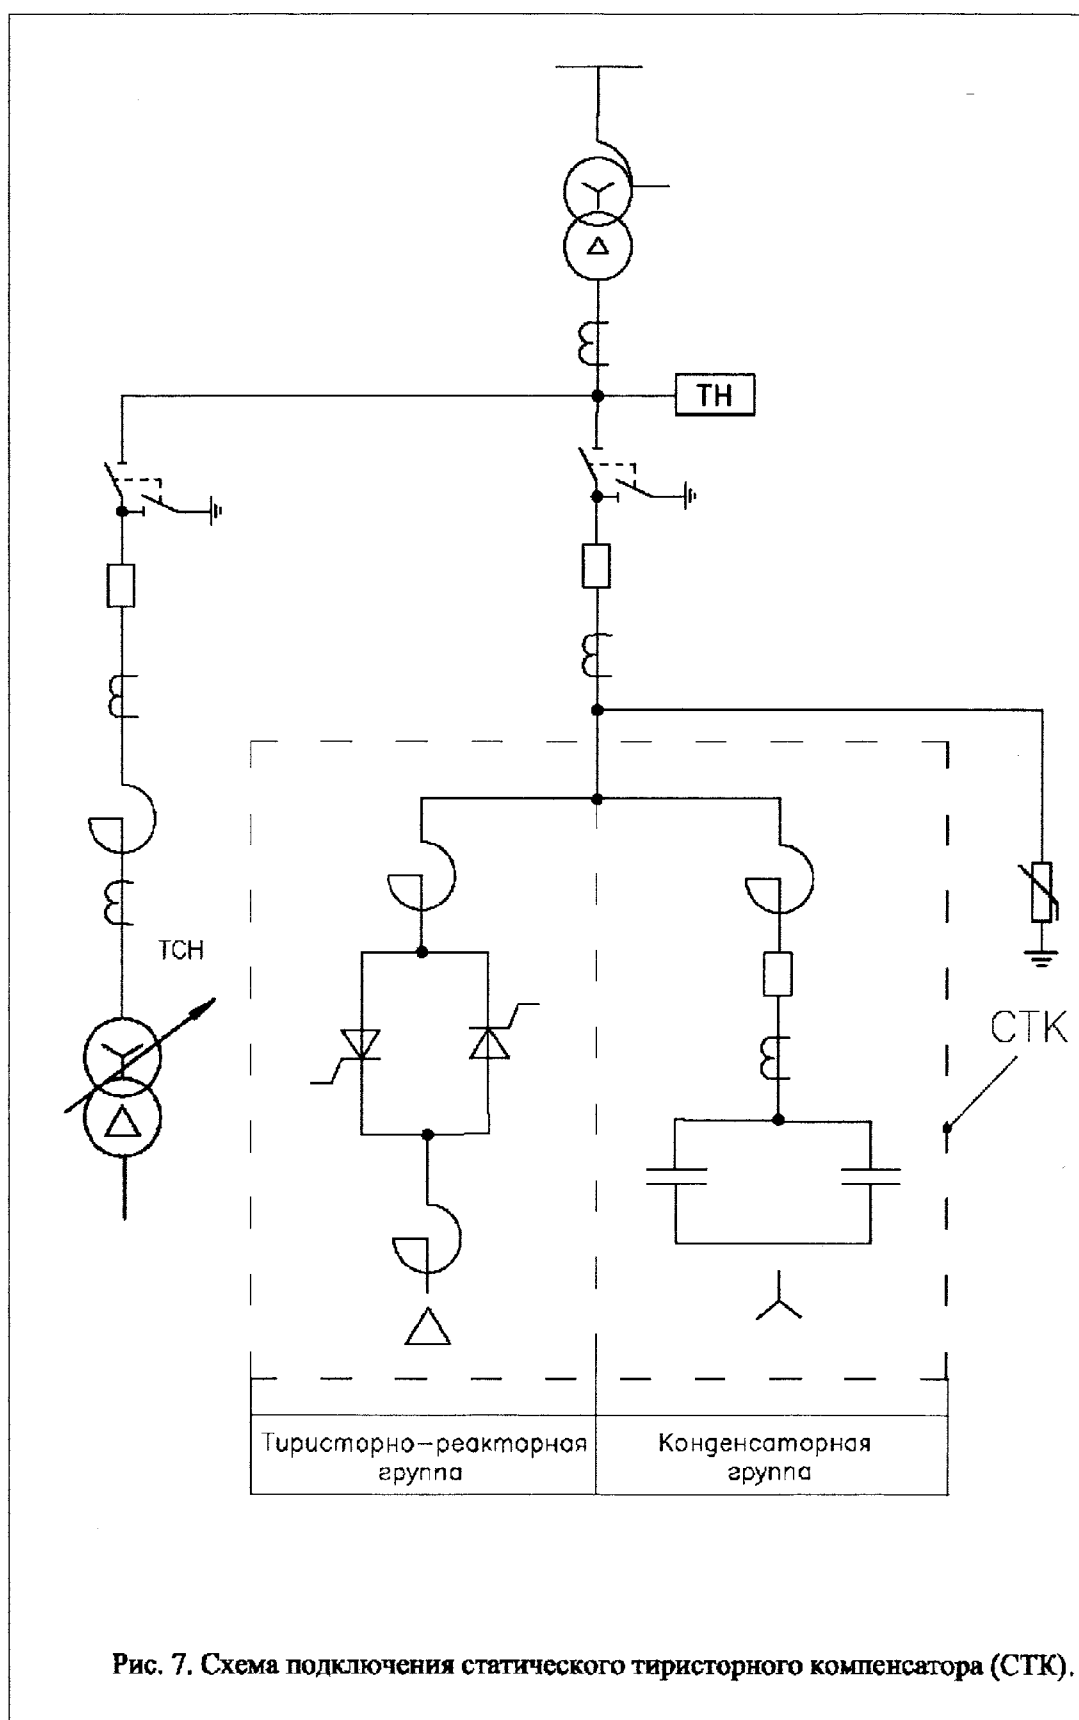 ТН
ТСН
СТК
Тиристорно-реакторная
группа
Конденсаторная
группа
Рис. 7. Схема подключения статического тиристорного компенсатора (СТК).